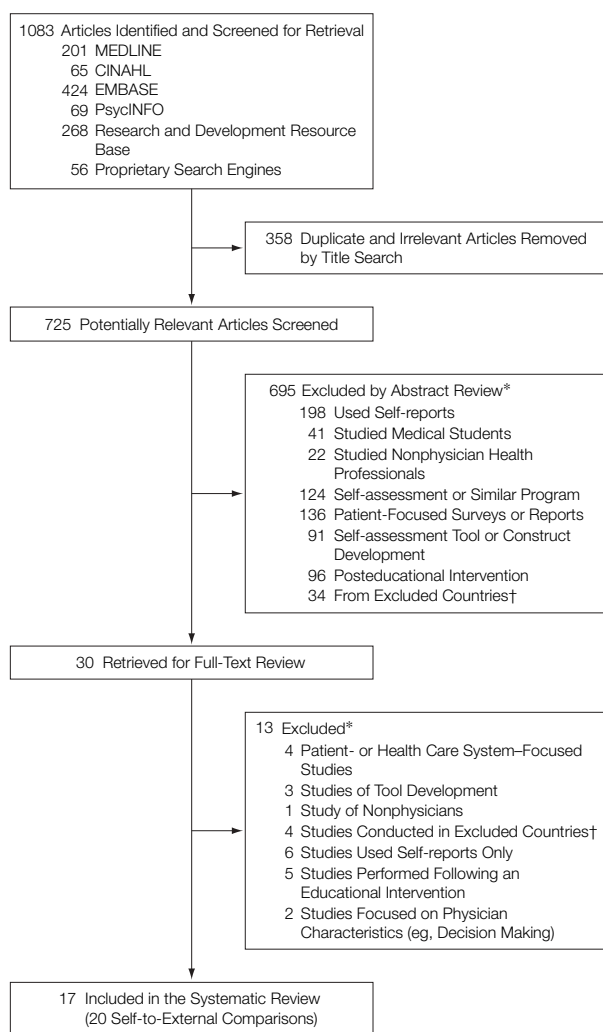 1083 Articles Identified and Screened for Retrieval
201 MEDLINE
65 CINAHL
424 EMBASE
69 PsycINFO
268 Research and Development Resource
Base
56 Proprietary Search Engines
358 Duplicate and Irrelevant Articles Removed
by Title Search
725 Potentially Relevant Articles Screened
695 Excluded by Abstract Review*
198 Used Self-reports
41 Studied Medical Students
22 Studied Nonphysician Health
Professionals
124 Self-assessment or Similar Program
136 Patient-Focused Surveys or Reports
91 Self-assessment Tool or Construct
Development
96 Posteducational Intervention
34 From Excluded Countries†
30 Retrieved for Full-Text Review
13 Excluded*
4 Patient- or Health Care System–Focused
Studies
3 Studies of Tool Development
1 Study of Nonphysicians
4 Studies Conducted in Excluded Countries†
6 Studies Used Self-reports Only
5 Studies Performed Following an
Educational Intervention
2 Studies Focused on Physician
Characteristics (eg, Decision Making)
17 Included in the Systematic Review
(20 Self-to-External Comparisons)